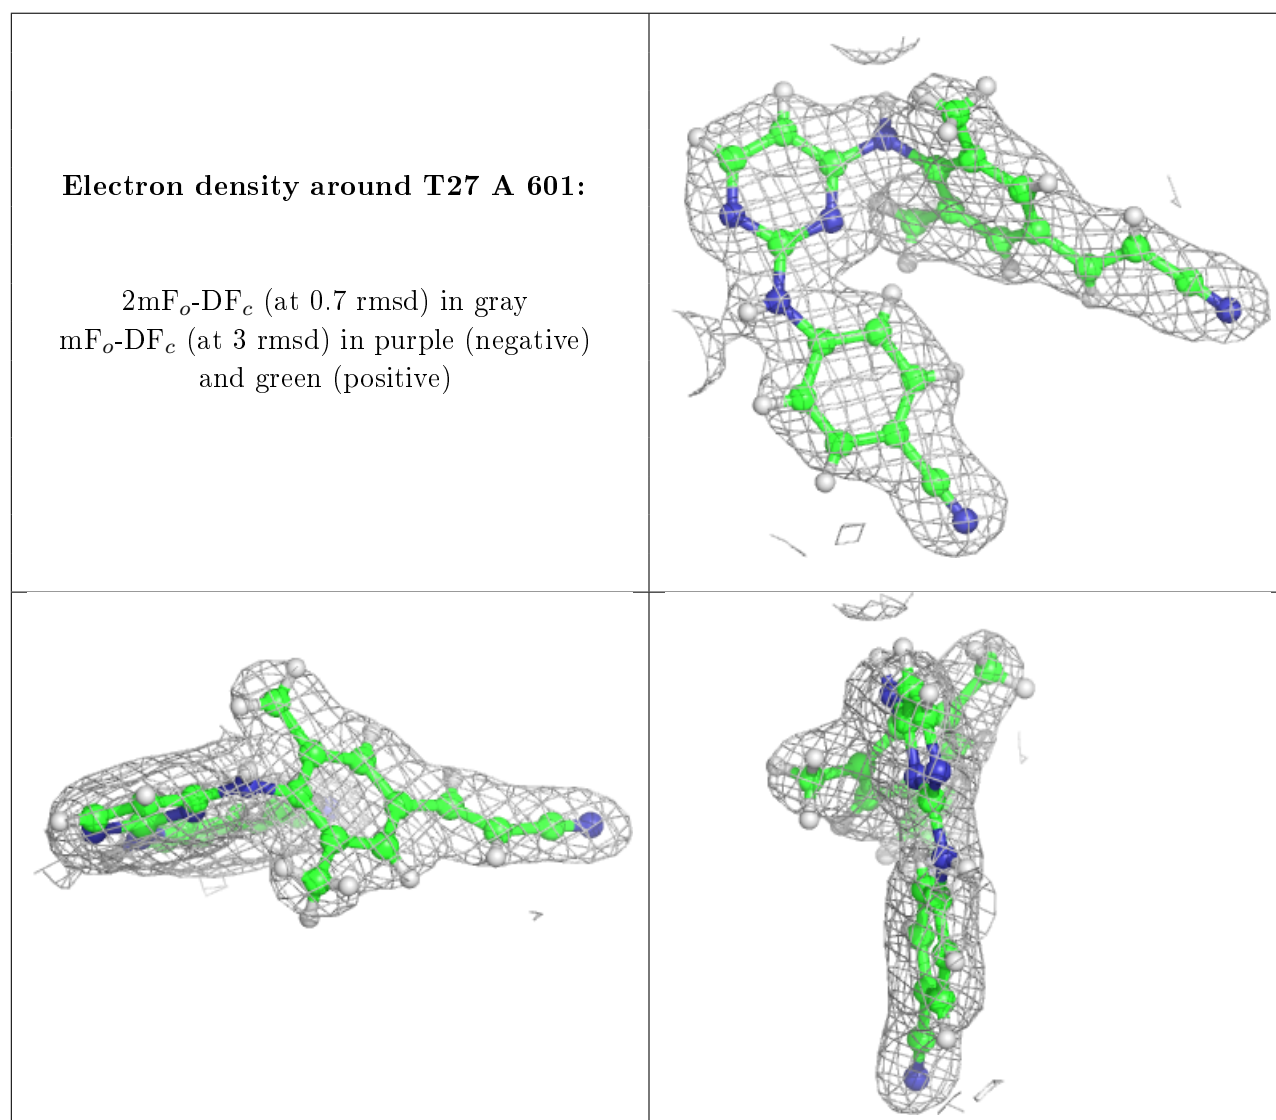 Electron density around T27 A 601:
2mFo-DFc (at 0.7 rmsd) in gray
mFo-DFc (at 3 rmsd) in purple (negative)
and green (positive)